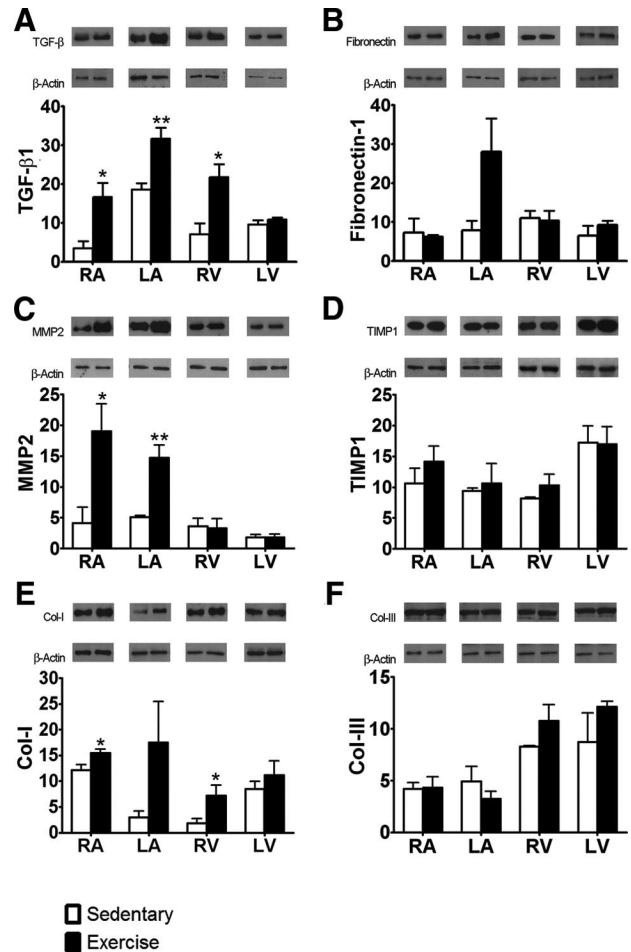 A
TGF-β
β-Actin
TGF-β1
40
30
20
10
0
*
**
*
RA LA RV LV
B
Fibronectin
β-Actin
Fibronectin-1
40
30
20
10
0
RA LA RV LV
C
MMP2
β-Actin
MMP2
25
20
15
10
5
0
*
**
RA LA RV LV
D
TIMP1
β-Actin
TIMP1
25
20
15
10
5
0
RA LA RV LV
E
Col-I
β-Actin
Col-I
30
25
20
15
10
5
0
*
*
RA LA RV LV
F
Col-III
β-Actin
Col-III
15
10
5
0
RA LA RV LV
Sedentary
Exercise